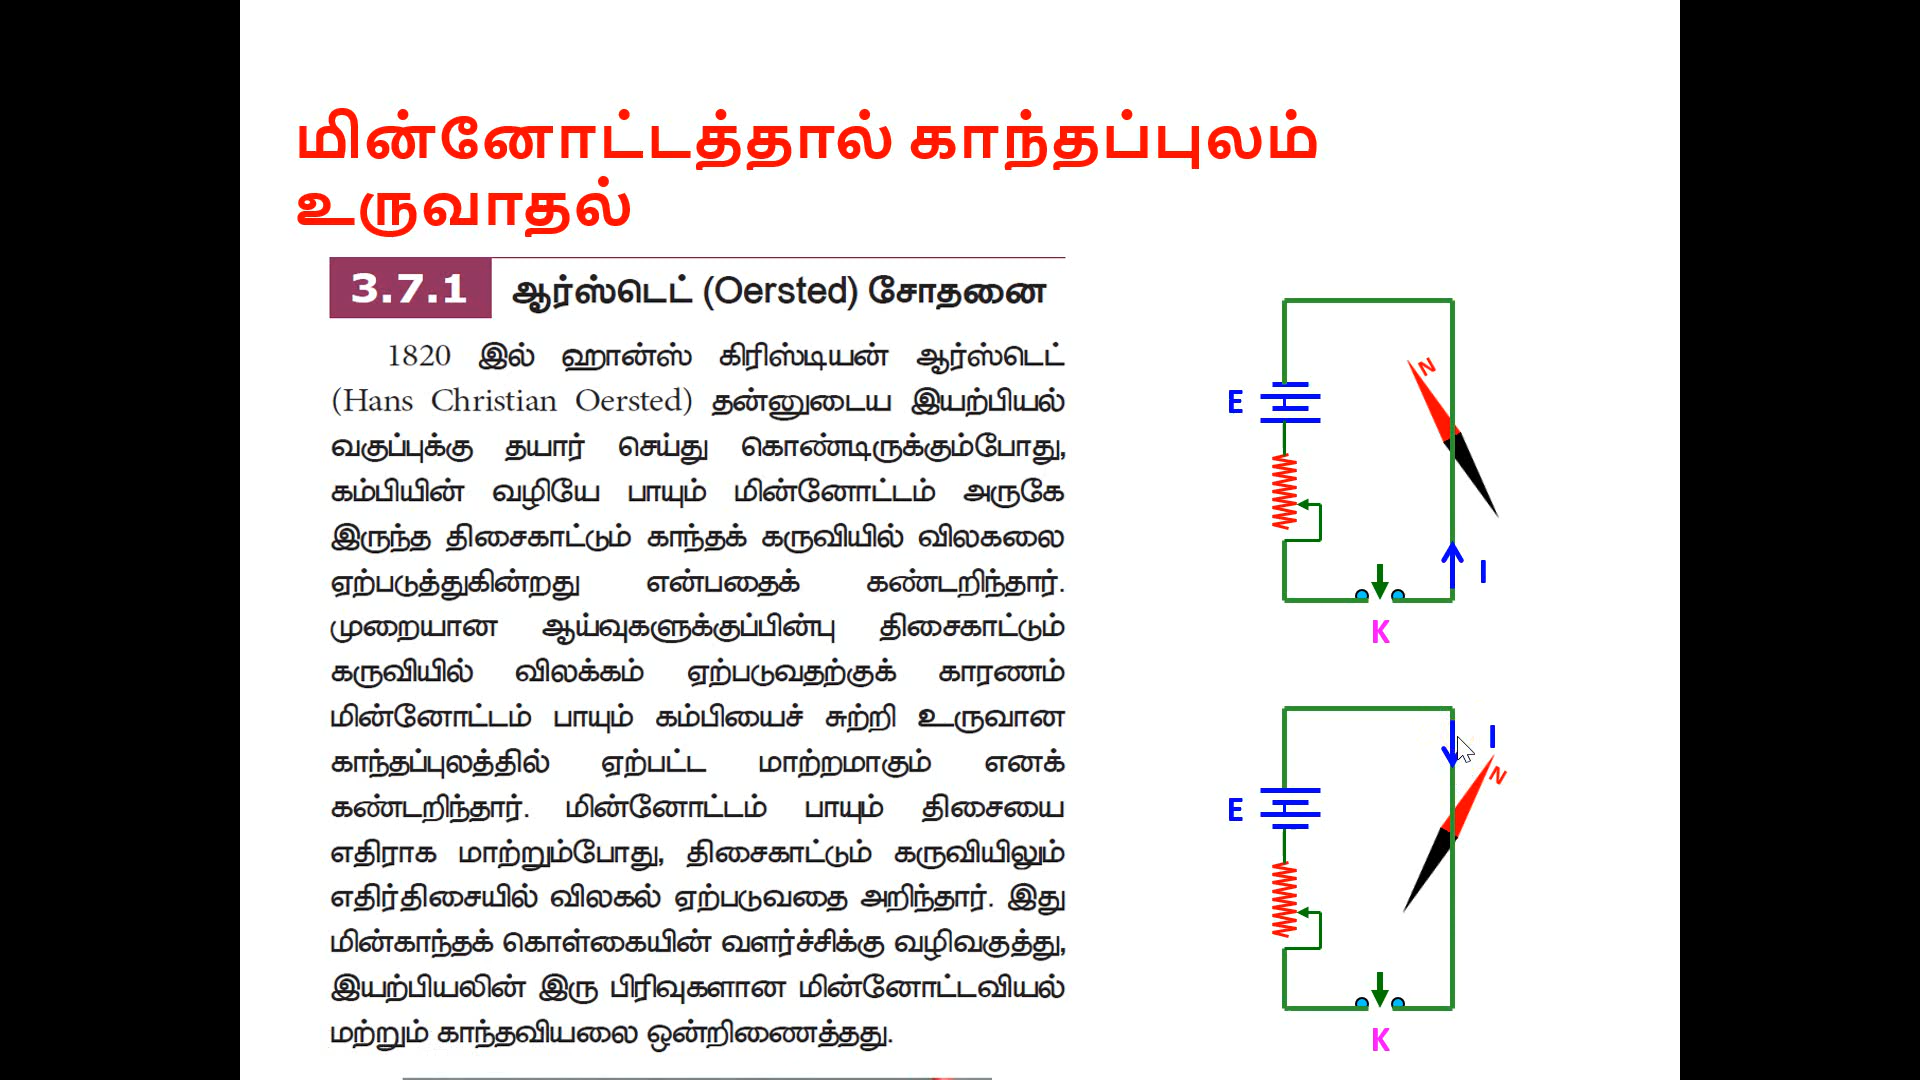 மின்னோட்டத்தால் காந்தப்புலம்
உருவாதல்
3.7.1 ஆர்ஸ்டெட் (Oersted) சோதனை
1820 இல் ஹான்ஸ் கிரிஸ்டியன் ஆர்ஸ்டெட்
(Hans Christian Oersted) தன்னுடைய இயற்பியல்
வகுப்புக்கு தயார் செய்து கொண்டிருக்கும்போது,
கம்பியின் வழியே பாயும் மின்னோட்டம் அருகே
இருந்த திசைகாட்டும் காந்தக் கருவியில் விலகலை
ஏற்படுத்துகின்றது என்பதைக் கண்டறிந்தார்.
முறையான ஆய்வுகளுக்குப்பின்பு திசைகாட்டும்
கருவியில் விலக்கம் ஏற்படுவதற்குக் காரணம்
மின்னோட்டம் பாயும் கம்பியைச் சுற்றி உருவான
காந்தப்புலத்தில் ஏற்பட்ட மாற்றமாகும் எனக்
கண்டறிந்தார். மின்னோட்டம் பாயும் திசையை
எதிராக மாற்றும்போது, திசைகாட்டும் கருவியிலும்
எதிர்திசையில் விலகல் ஏற்படுவதை அறிந்தார். இது
மின்காந்தக் கொள்கையின் வளர்ச்சிக்கு வழிவகுத்து,
இயற்பியலின் இரு பிரிவுகளான மின்னோட்டவியல்
மற்றும் காந்தவியலை ஒன்றிணைத்தது.
N
E
I
K
I
N
E
K